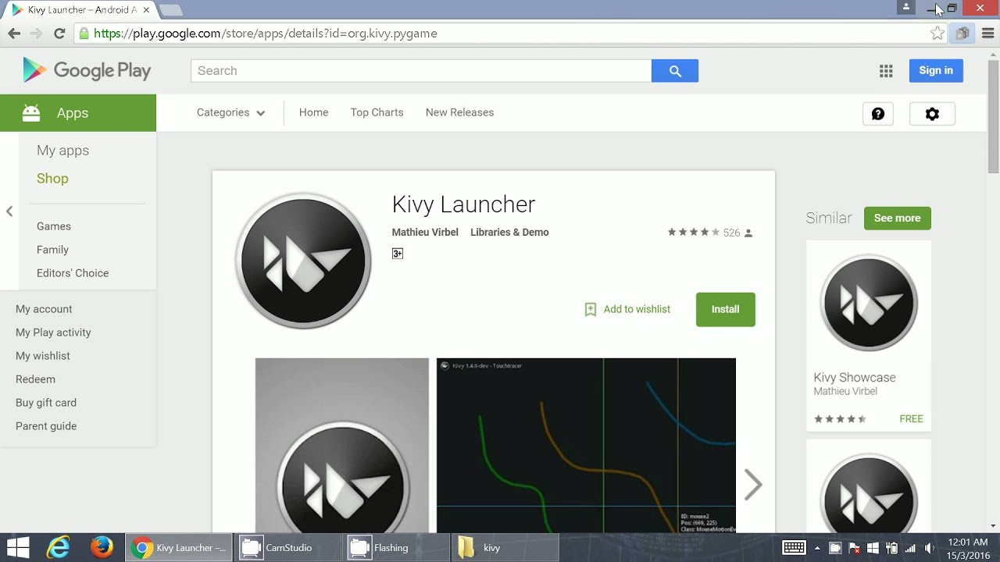 Kivy Launcher – Android A
https://play.google.com/store/apps/details?id=org.kivy.pygame
Google Play
Search
Sign in
Apps
Categories
Home
Top Charts
New Releases
My apps
Shop
Games
Family
Editors' Choice
My account
My Play activity
My wishlist
Redeem
Buy gift card
Parent guide
Kivy Launcher
Mathieu Virbel Libraries & Demo
526
3+
Add to wishlist
Install
Kivy 1.4.0-dev - Touchtracer
ID: mouse2
Pos: (669, 225)
Class: MouseMotionEv
Similar
See more
Kivy Showcase
Mathieu Virbel
FREE
Kivy Launcher –...
CamStudio
Flashing
kivy
12:01 AM
15/3/2016